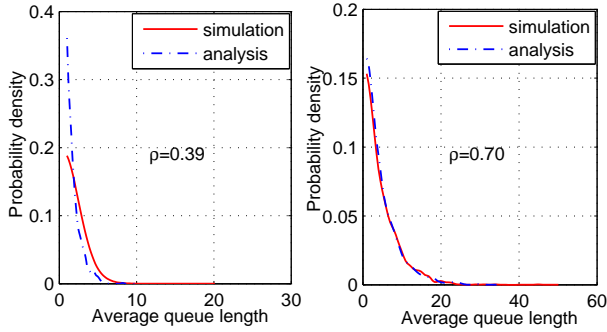 0.4
0.3
0.2
0.1
0
Probability density
simulation
analysis
ρ=0.39
0
10
20
30
Average queue length
0.2
0.15
0.1
0.05
0
Probability density
simulation
analysis
ρ=0.70
0
20
40
60
Average queue length